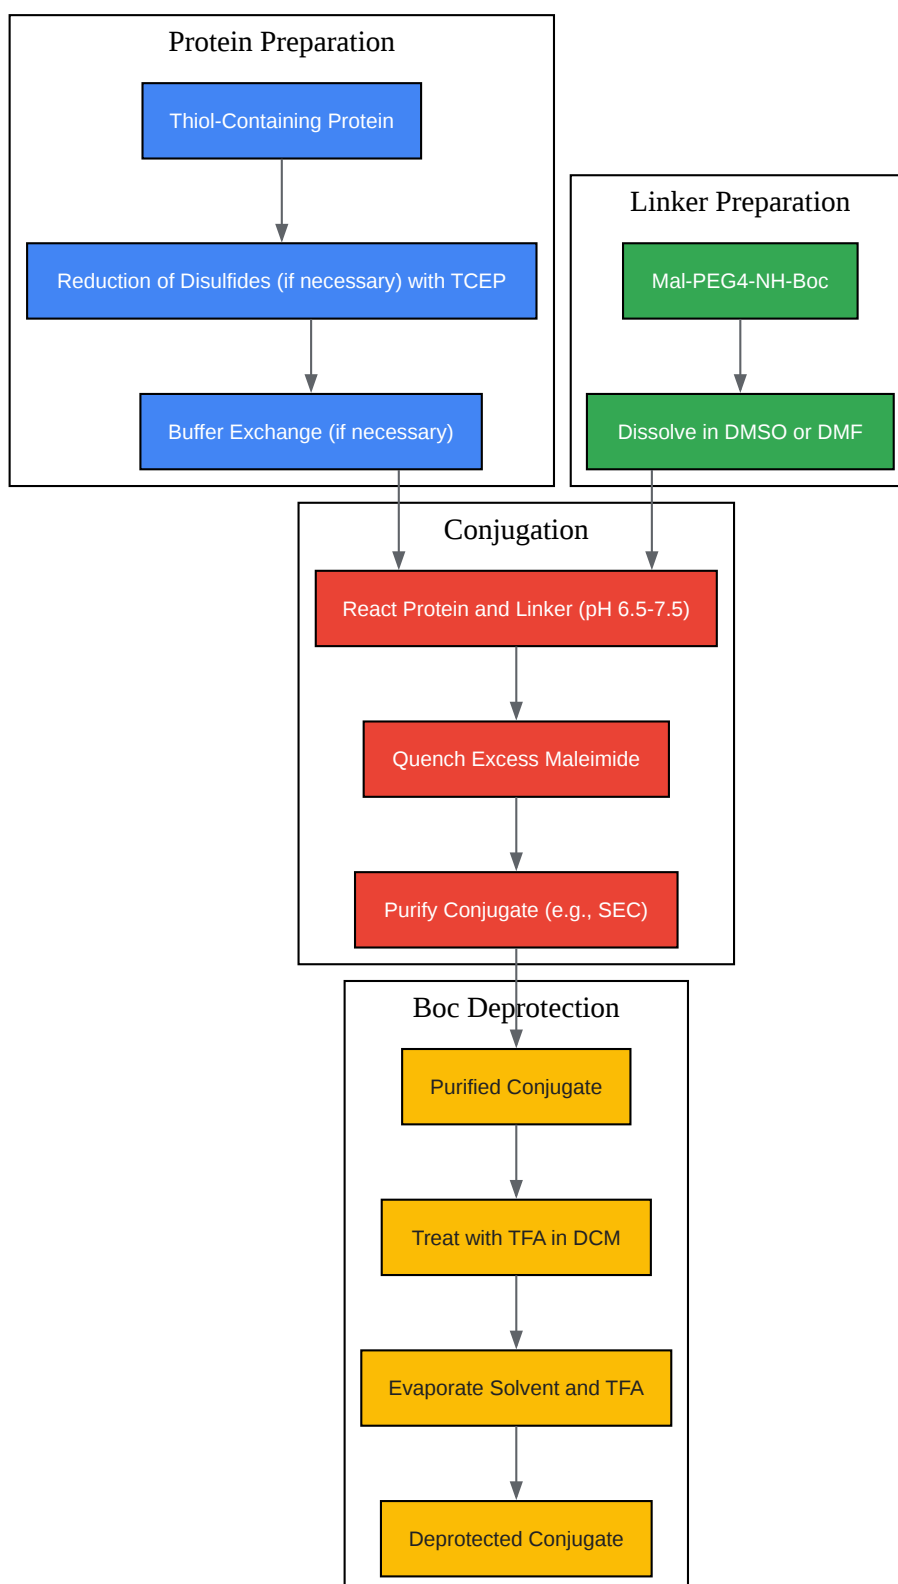 Protein Preparation
Thiol-Containing Protein
Reduction of Disulfides (if necessary) with TCEP
Buffer Exchange (if necessary)
Linker Preparation
Mal-PEG4-NH-Boc
Dissolve in DMSO or DMF
Conjugation
React Protein and Linker (pH 6.5-7.5)
Quench Excess Maleimide
Purify Conjugate (e.g., SEC)
Boc Deprotection
Purified Conjugate
Treat with TFA in DCM
Evaporate Solvent and TFA
Deprotected Conjugate